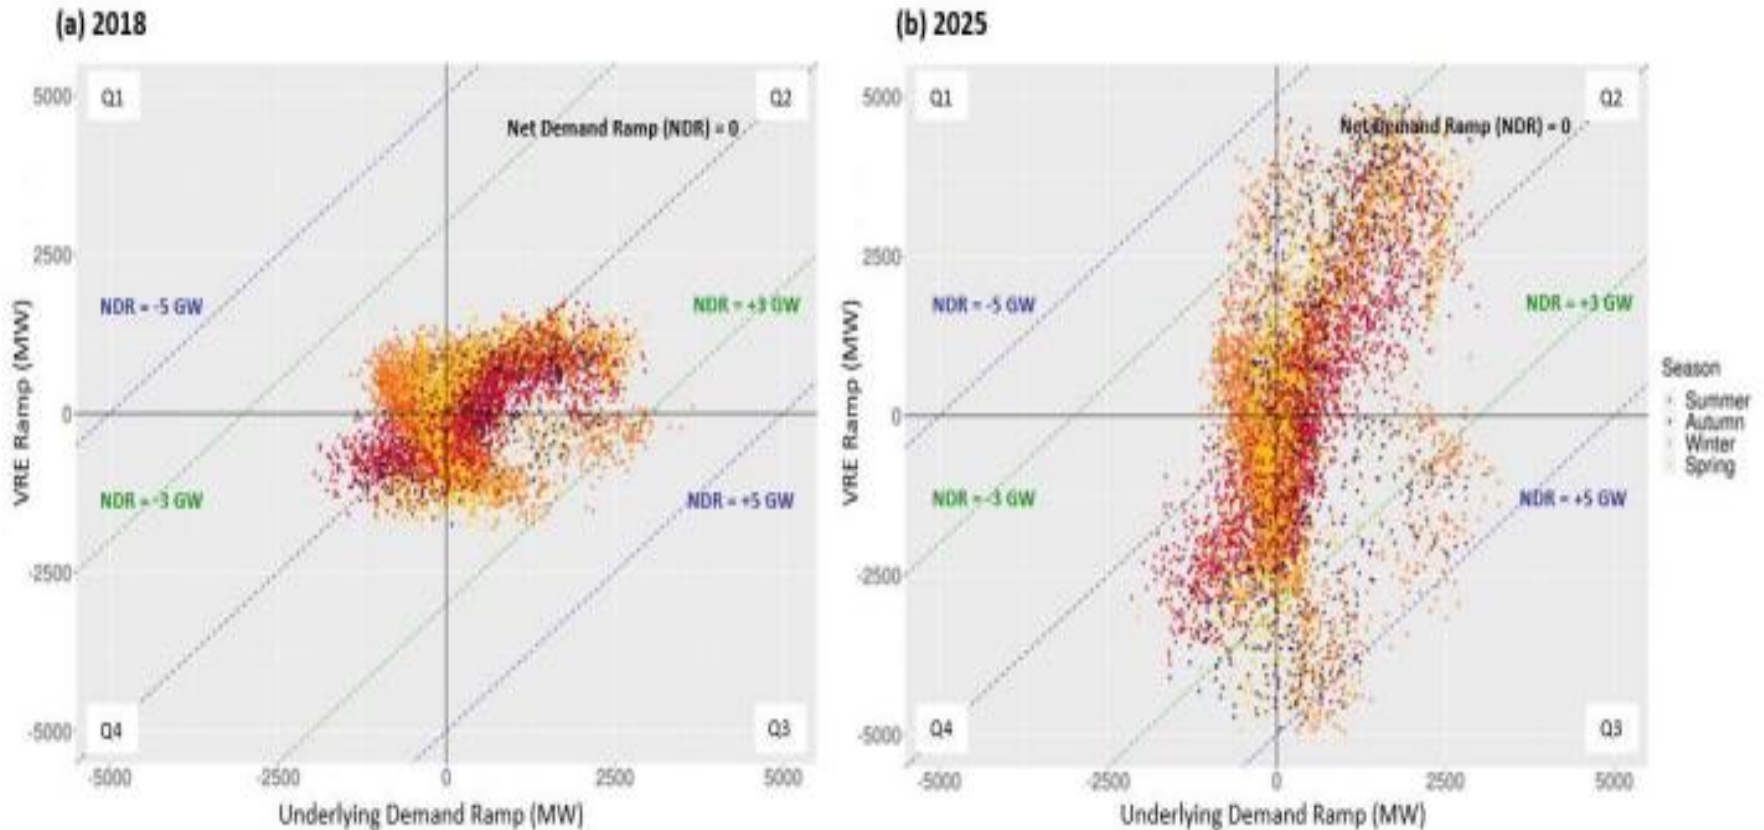 (a) 2018
5000
Q1
Q2
Net Demand Ramp (NDR) = 0
2500
NDR = -5 GW
NDR = +3 GW
VRE Ramp (MW)
0
NDR = -3 GW
NDR = +5 GW
-2500
Q4
Q3
-5000
-5000
-2500
0
2500
5000
Underlying Demand Ramp (MW)
(b) 2025
5000
Q1
Q2
Net Demand Ramp (NDR) = 0
2500
NDR = -5 GW
NDR = +3 GW
VRE Ramp (MW)
0
NDR = -3 GW
NDR = +5 GW
-2500
Q4
Q3
-5000
-5000
-2500
0
2500
5000
Underlying Demand Ramp (MW)
Season
Summer
Autumn
Winter
Spring